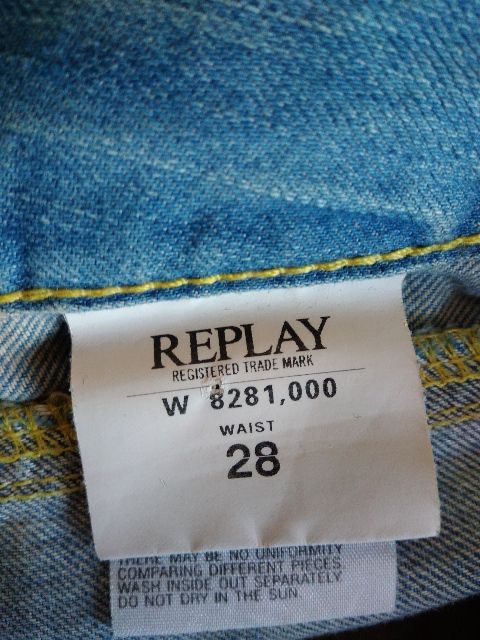 REPLAY
REGISTERED TRADE MARK
W 8281,000
WAIST
28
THERE MAY BE NO UNIFORMITY
COMPARING DIFFERENT PIECES
WASH INSIDE OUT SEPARATELY
DO NOT DRY IN THE SUN